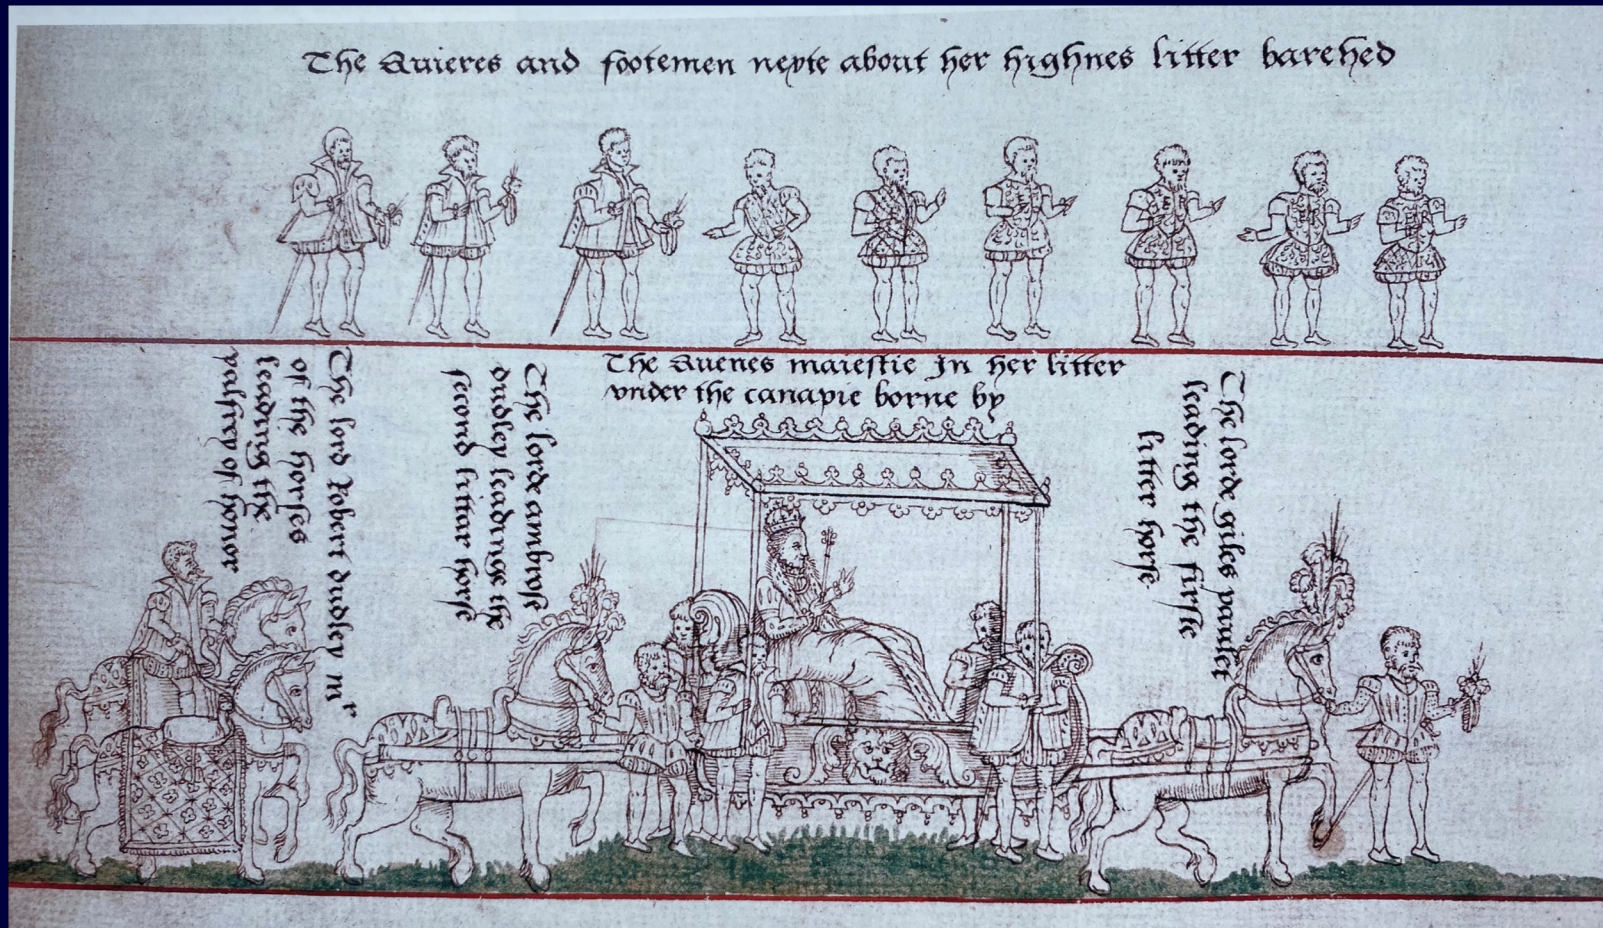 The Quieres and footemen nexte about her highnes litter barehed
The Quenes maiestie In her litter
vnder the canapie borne by
The lord Robert dudley mr
of the horses
leading the
palfrey of honor
The lorde ambrose
dudley leadinge the
second littar horse
The lorde giles paulet
leading the firste
litter horse
E R